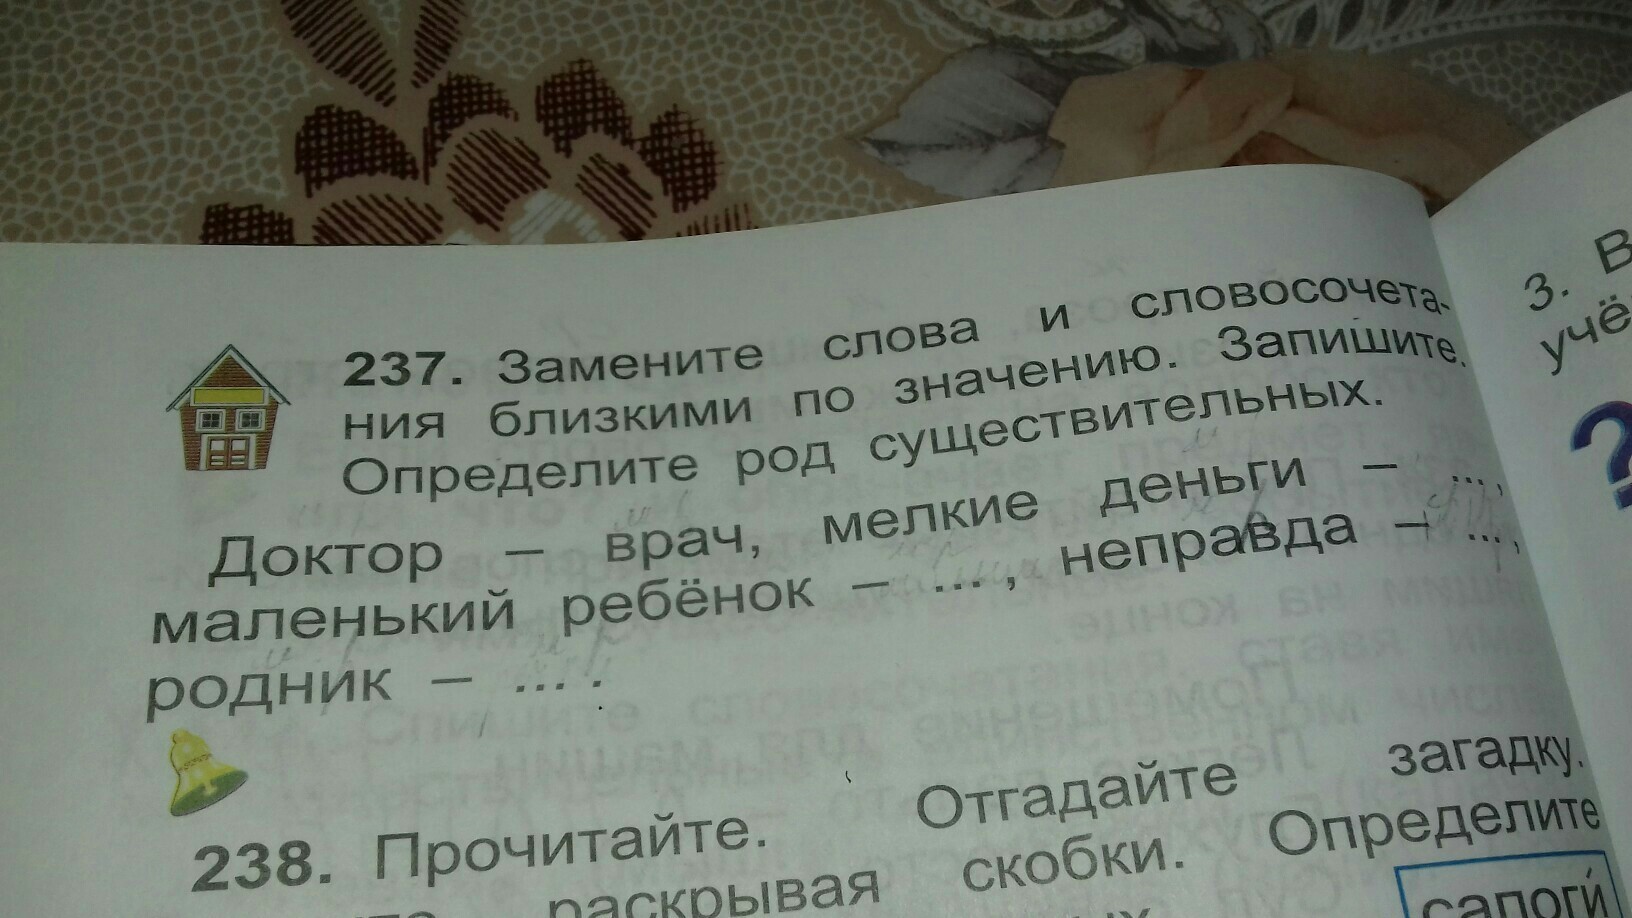 237. Замените слова и словосочета-
ния близкими по значению. Запишите.
Определите род существительных.
Доктор – врач, мелкие деньги – ...,
маленький ребёнок – ... , неправда – ...,
родник – ... .
238. Прочитайте. Отгадайте загадку.
раскрывая скобки. Определите
сапоги́
3. В
учё
?